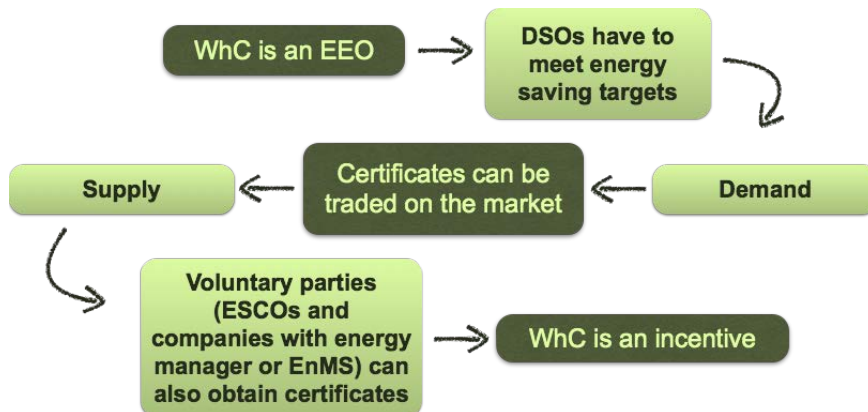 WhC is an EEO
DSOs have to
meet energy
saving targets
Demand
Certificates can be
traded on the market
Supply
Voluntary parties
(ESCOs and
companies with energy
manager or EnMS) can
also obtain certificates
WhC is an incentive